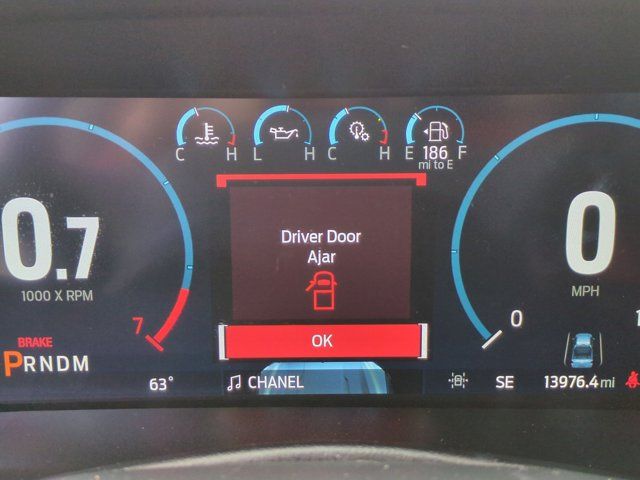 C H L H C H E F
186
mi to E
0.7
1000 X RPM
7
BRAKE
PRNDM
Driver Door
Ajar
OK
0
MPH
0
63°
CHANEL
SE
13976.4 mi